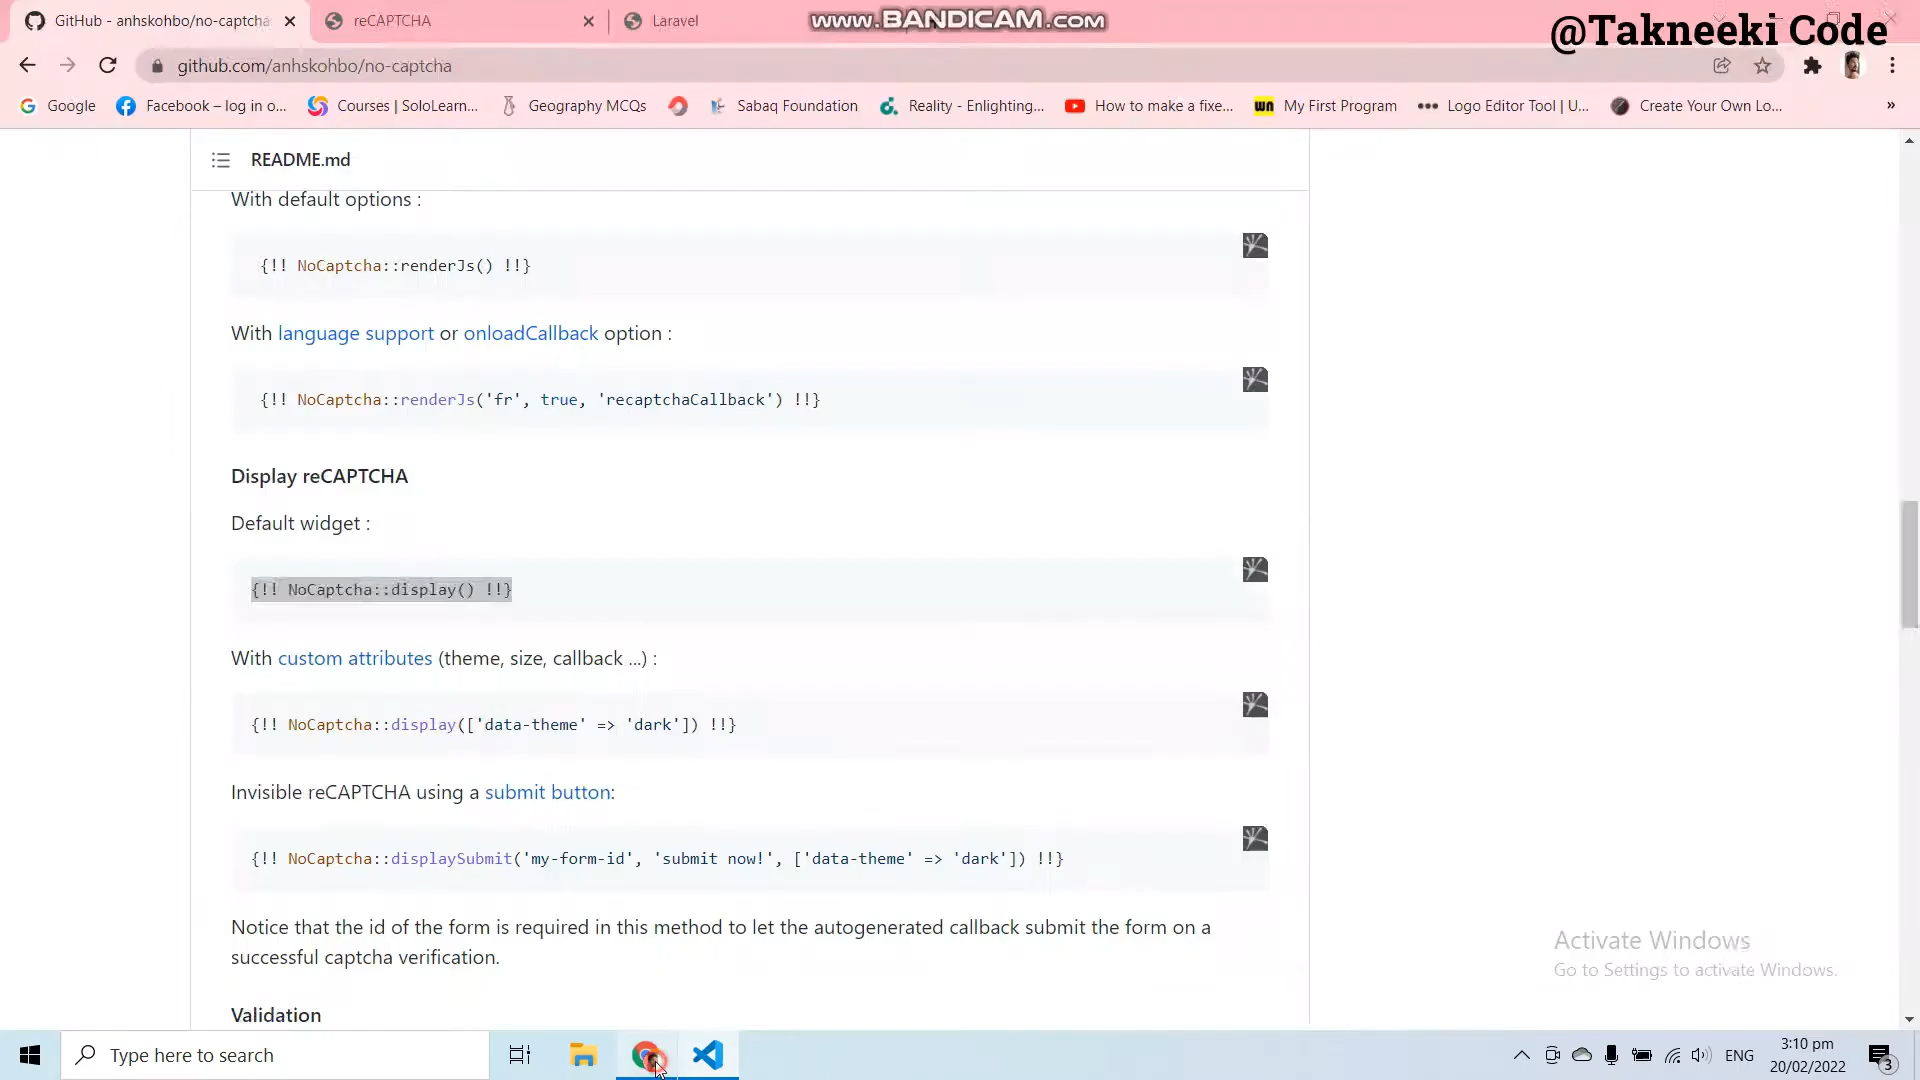 GitHub - anhskohbo/no-captcha
reCAPTCHA
Laravel
www.BANDICAM.com
@Takneeki Code
github.com/anhskohbo/no-captcha
Google
Facebook – log in o...
Courses | SoloLearn...
Geography MCQs
Sabaq Foundation
Reality - Enlighting...
How to make a fixe...
wn
My First Program
Logo Editor Tool | U...
Create Your Own Lo...
»
README.md
With default options :
{!! NoCaptcha::renderJs() !!}
With language support or onloadCallback option :
{!! NoCaptcha::renderJs('fr', true, 'recaptchaCallback') !!}
Display reCAPTCHA
Default widget :
{!! NoCaptcha::display() !!}
With custom attributes (theme, size, callback ...) :
{!! NoCaptcha::display(['data-theme' => 'dark']) !!}
Invisible reCAPTCHA using a submit button:
{!! NoCaptcha::displaySubmit('my-form-id', 'submit now!', ['data-theme' => 'dark']) !!}
Notice that the id of the form is required in this method to let the autogenerated callback submit the form on a
successful captcha verification.
Validation
Activate Windows
Go to Settings to activate Windows.
Type here to search
ENG
3:10 pm
20/02/2022
3